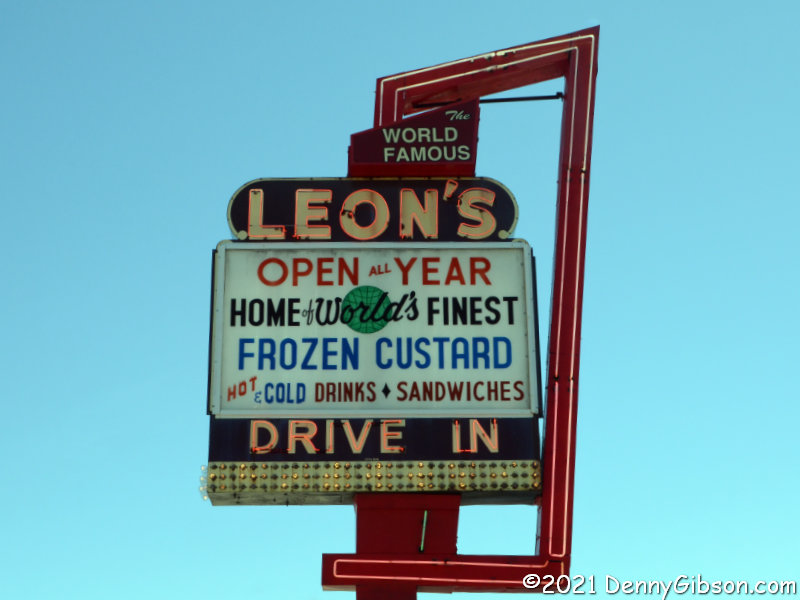 The
WORLD
FAMOUS
LEON'S
OPEN ALL YEAR
HOME of World's FINEST
FROZEN CUSTARD
HOT & COLD DRINKS ♦ SANDWICHES
DRIVE IN
©2021 DennyGibson.com